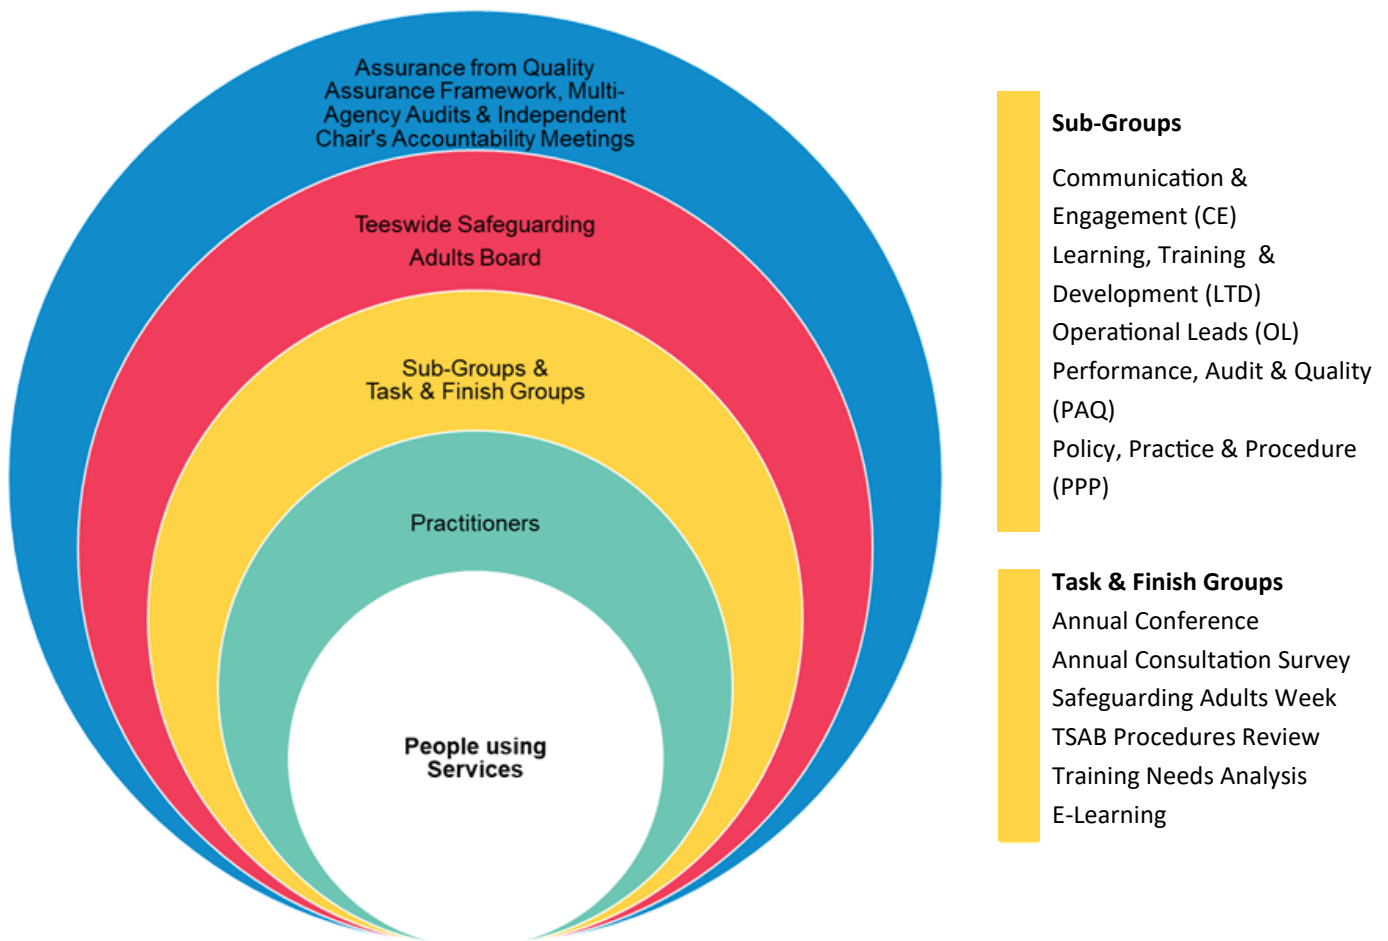 Assurance from Quality
Assurance Framework, Multi-
Agency Audits & Independent
Chair's Accountability Meetings
Teeswide Safeguarding
Adults Board
Sub-Groups &
Task & Finish Groups
Practitioners
People using
Services
Sub-Groups
Communication &
Engagement (CE)
Learning, Training &
Development (LTD)
Operational Leads (OL)
Performance, Audit & Quality
(PAQ)
Policy, Practice & Procedure
(PPP)
Task & Finish Groups
Annual Conference
Annual Consultation Survey
Safeguarding Adults Week
TSAB Procedures Review
Training Needs Analysis
E-Learning